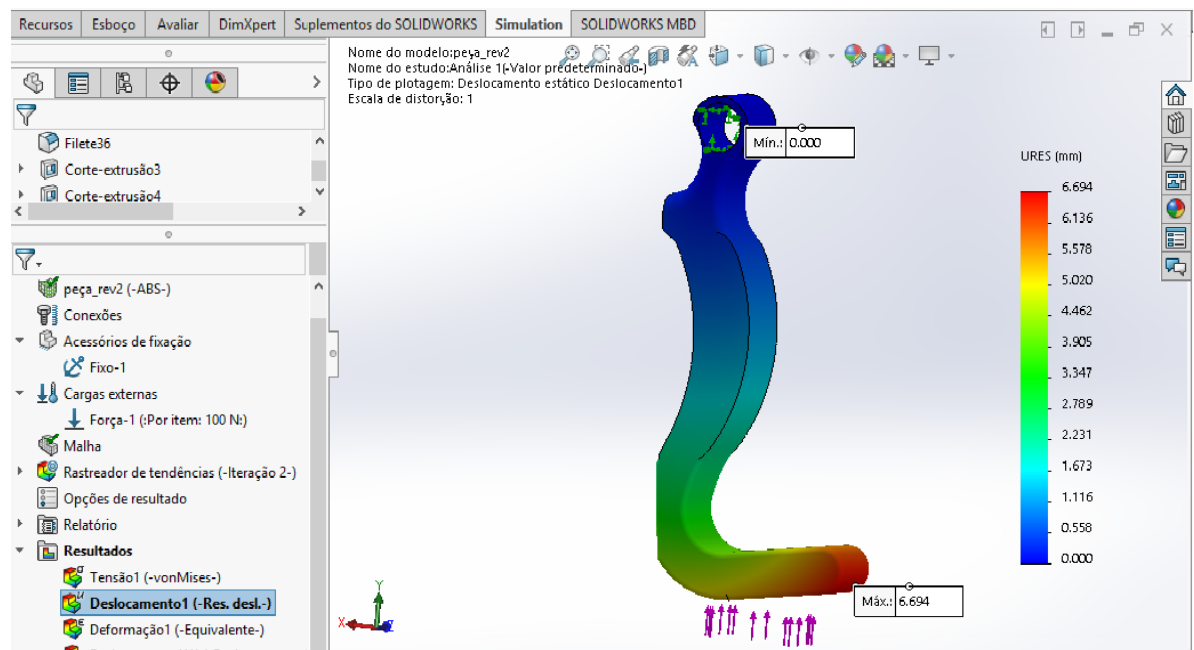 Recursos Esboço Avaliar DimXpert Suplementos do SOLIDWORKS Simulation SOLIDWORKS MBD
Nome do modelo:peça_rev2
Nome do estudo:Análise 1(-Valor predeterminado-)
Tipo de plotagem: Deslocamento estático Deslocamento1
Escala de distorção: 1
Filete36
Corte-extrusão3
Corte-extrusão4
peça_rev2 (-ABS-)
Conexões
Acessórios de fixação
Fixo-1
Cargas externas
Força-1 (:Por item: 100 N:)
Malha
Rastreador de tendências (-Iteração 2-)
Opções de resultado
Relatório
Resultados
Tensão1 (-vonMises-)
Deslocamento1 (-Res. desl.-)
Deformação1 (-Equivalente-)
Mín.: 0.000
Máx.: 6.694
Y
X
Z
URES (mm)
6.694
6.136
5.578
5.020
4.462
3.905
3.347
2.789
2.231
1.673
1.116
0.558
0.000